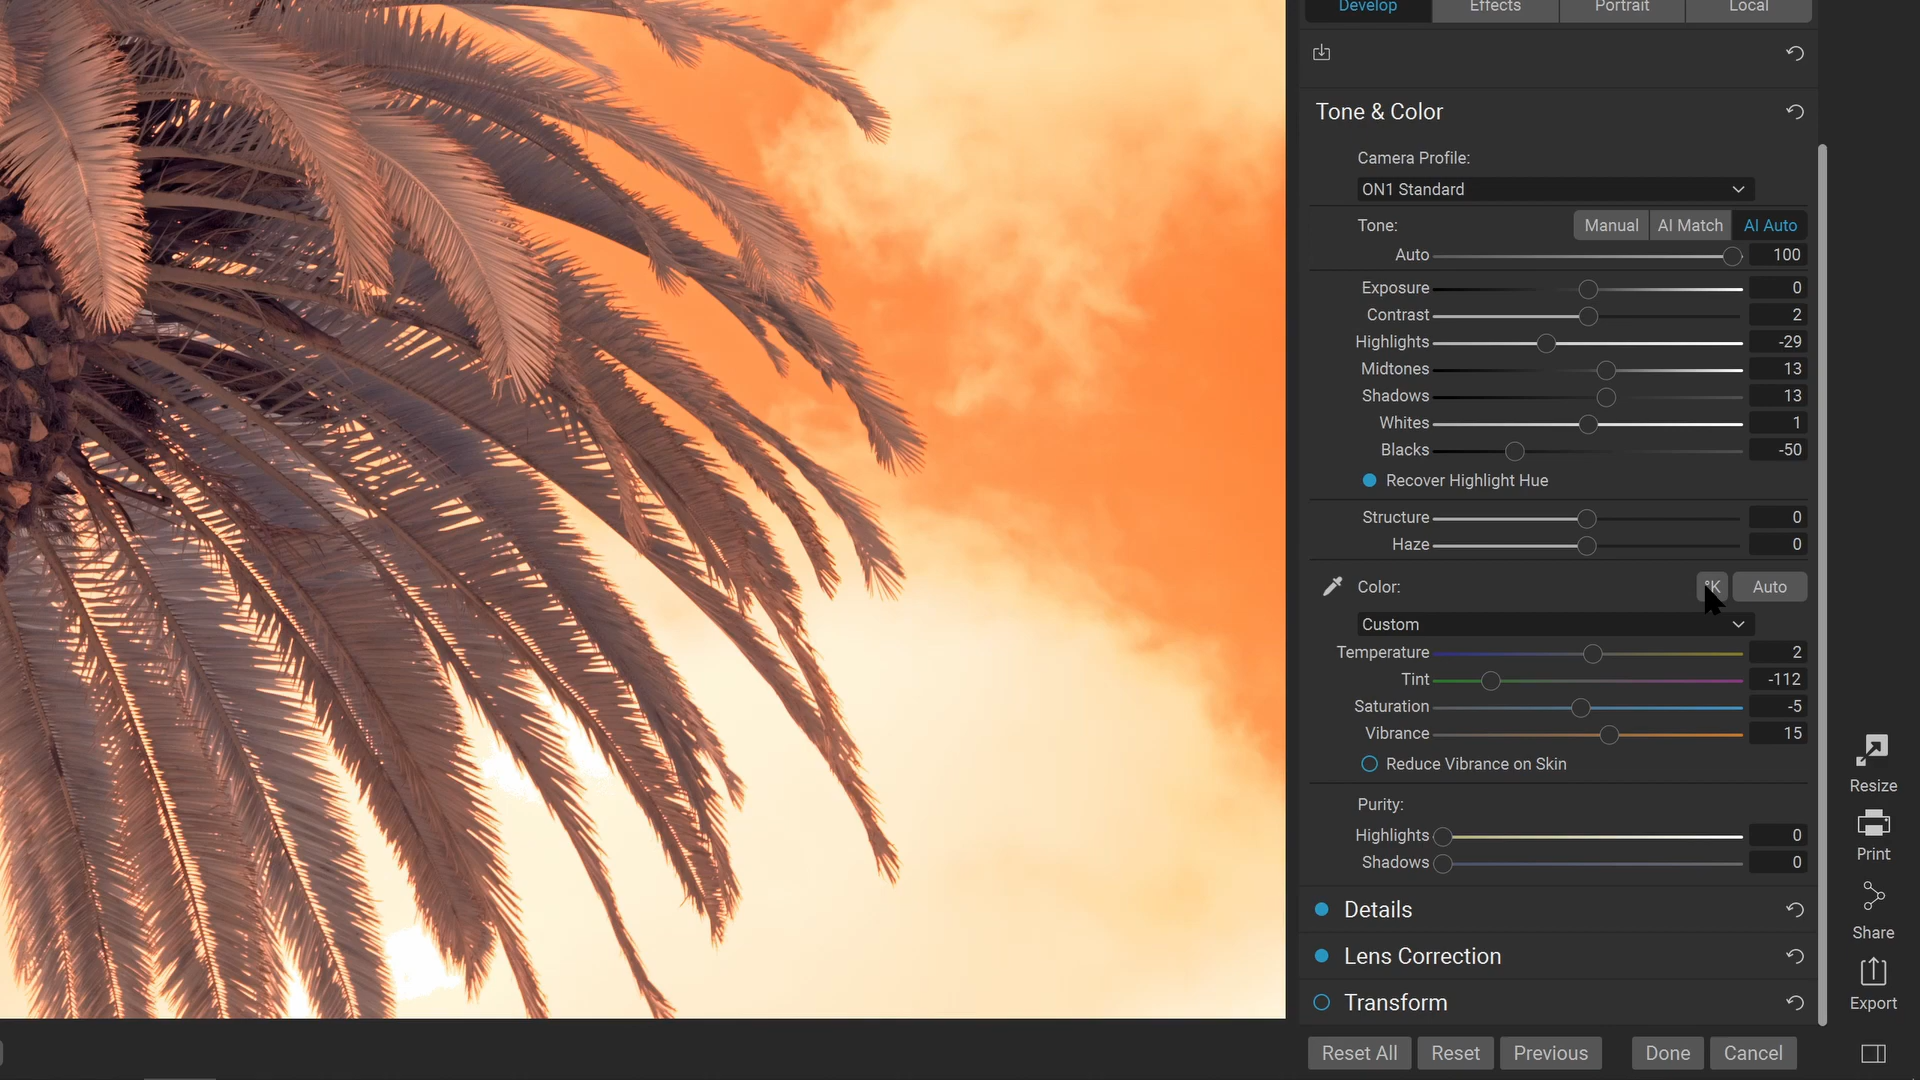 Develop
Effects
Portrait
Local
Tone & Color
Camera Profile:
ON1 Standard
Tone:
Manual
AI Match
AI Auto
Auto 100
Exposure 0
Contrast 2
Highlights -29
Midtones 13
Shadows 13
Whites 1
Blacks -50
Recover Highlight Hue
Structure 0
Haze 0
Color:
°K
Auto
Custom
Temperature 2
Tint -112
Saturation -5
Vibrance 15
Reduce Vibrance on Skin
Purity:
Highlights 0
Shadows 0
Details
Lens Correction
Transform
Reset All
Reset
Previous
Done
Cancel
Resize
Print
Share
Export